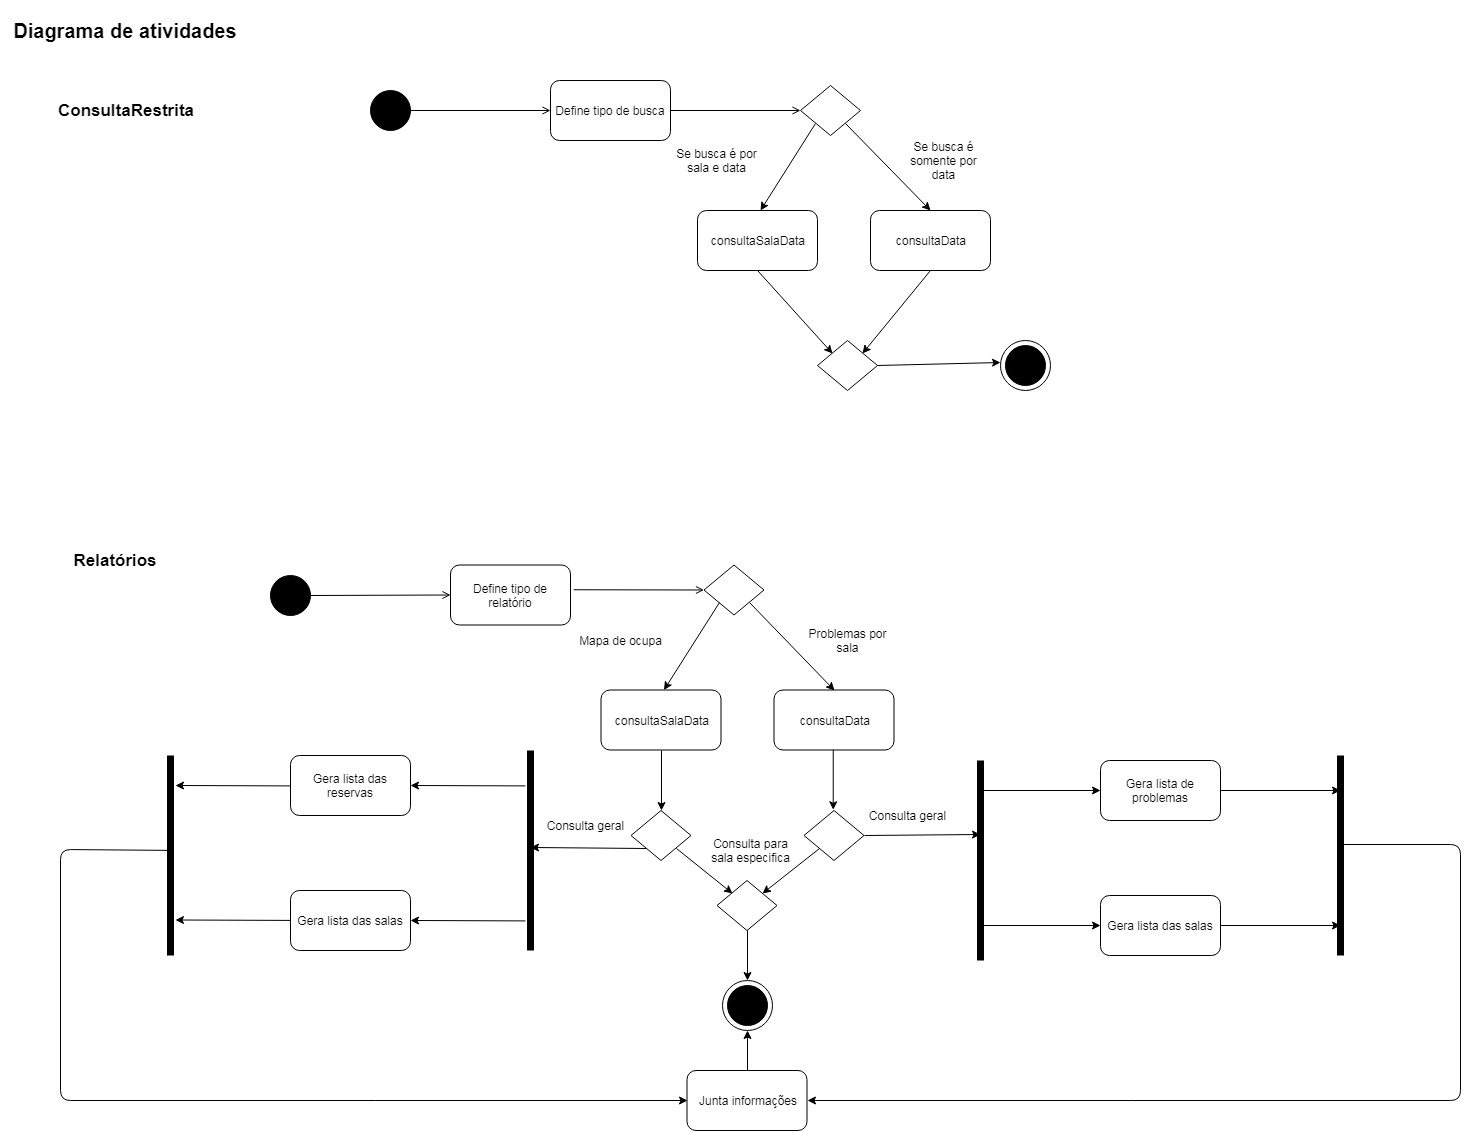 Diagrama de atividades
ConsultaRestrita
Define tipo de busca
Se busca é por
sala e data
Se busca é
somente por
data
consultaSalaData
consultaData
Relatórios
Define tipo de
relatório
Mapa de ocupa
Problemas por
sala
consultaSalaData
consultaData
Gera lista das
reservas
Gera lista de
problemas
Consulta geral
Consulta geral
Consulta para
sala especifica
Gera lista das salas
Gera lista das salas
Junta informações